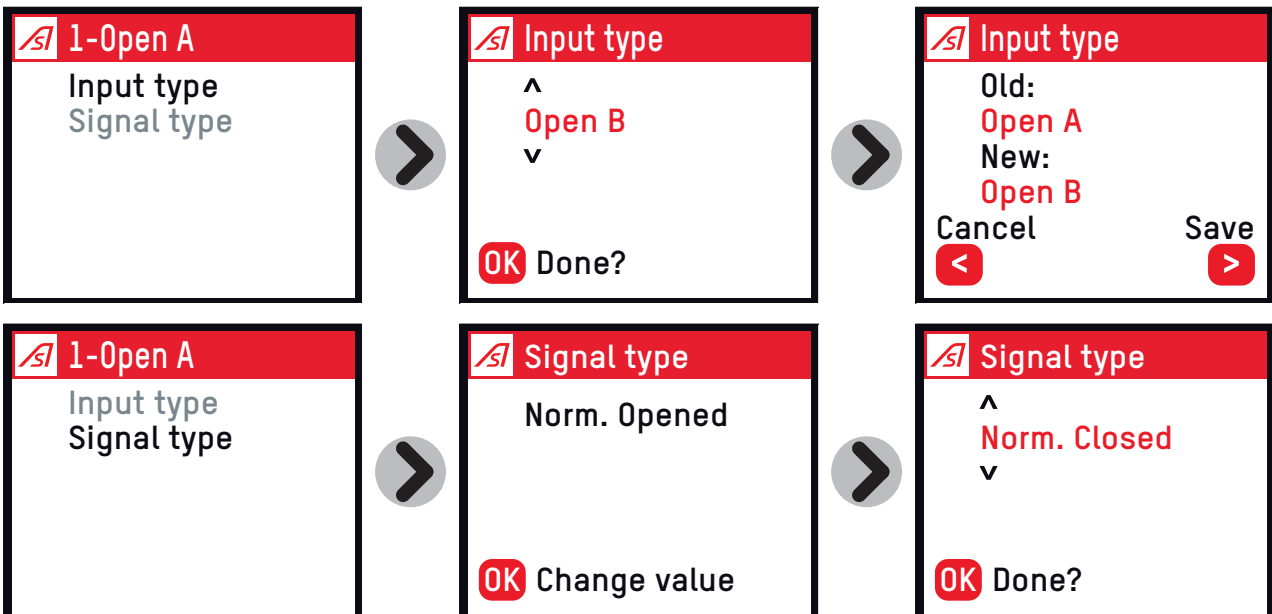 1-Open A
Input type
Signal type
Input type
^
Open B
v
OK Done?
Input type
Old:
Open A
New:
Open B
Cancel Save
< >
1-Open A
Input type
Signal type
Signal type
Norm. Opened
OK Change value
Signal type
^
Norm. Closed
v
OK Done?